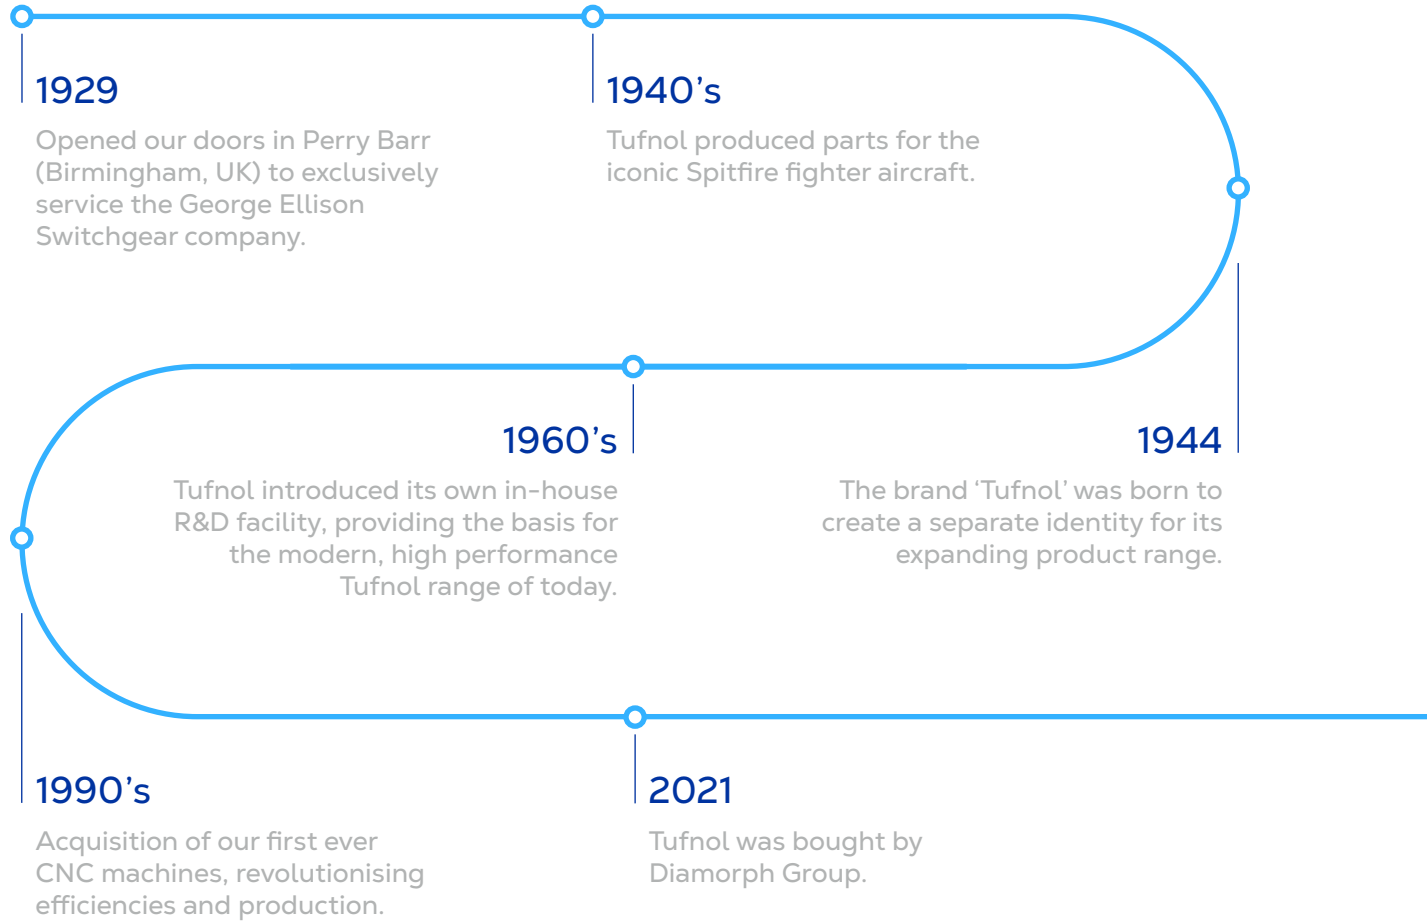 1929
Opened our doors in Perry Barr
(Birmingham, UK) to exclusively
service the George Ellison
Switchgear company.
1940’s
Tufnol produced parts for the
iconic Spitfire fighter aircraft.
1944
The brand ‘Tufnol’ was born to
create a separate identity for its
expanding product range.
1960’s
Tufnol introduced its own in-house
R&D facility, providing the basis for
the modern, high performance
Tufnol range of today.
1990’s
Acquisition of our first ever
CNC machines, revolutionising
efficiencies and production.
2021
Tufnol was bought by
Diamorph Group.